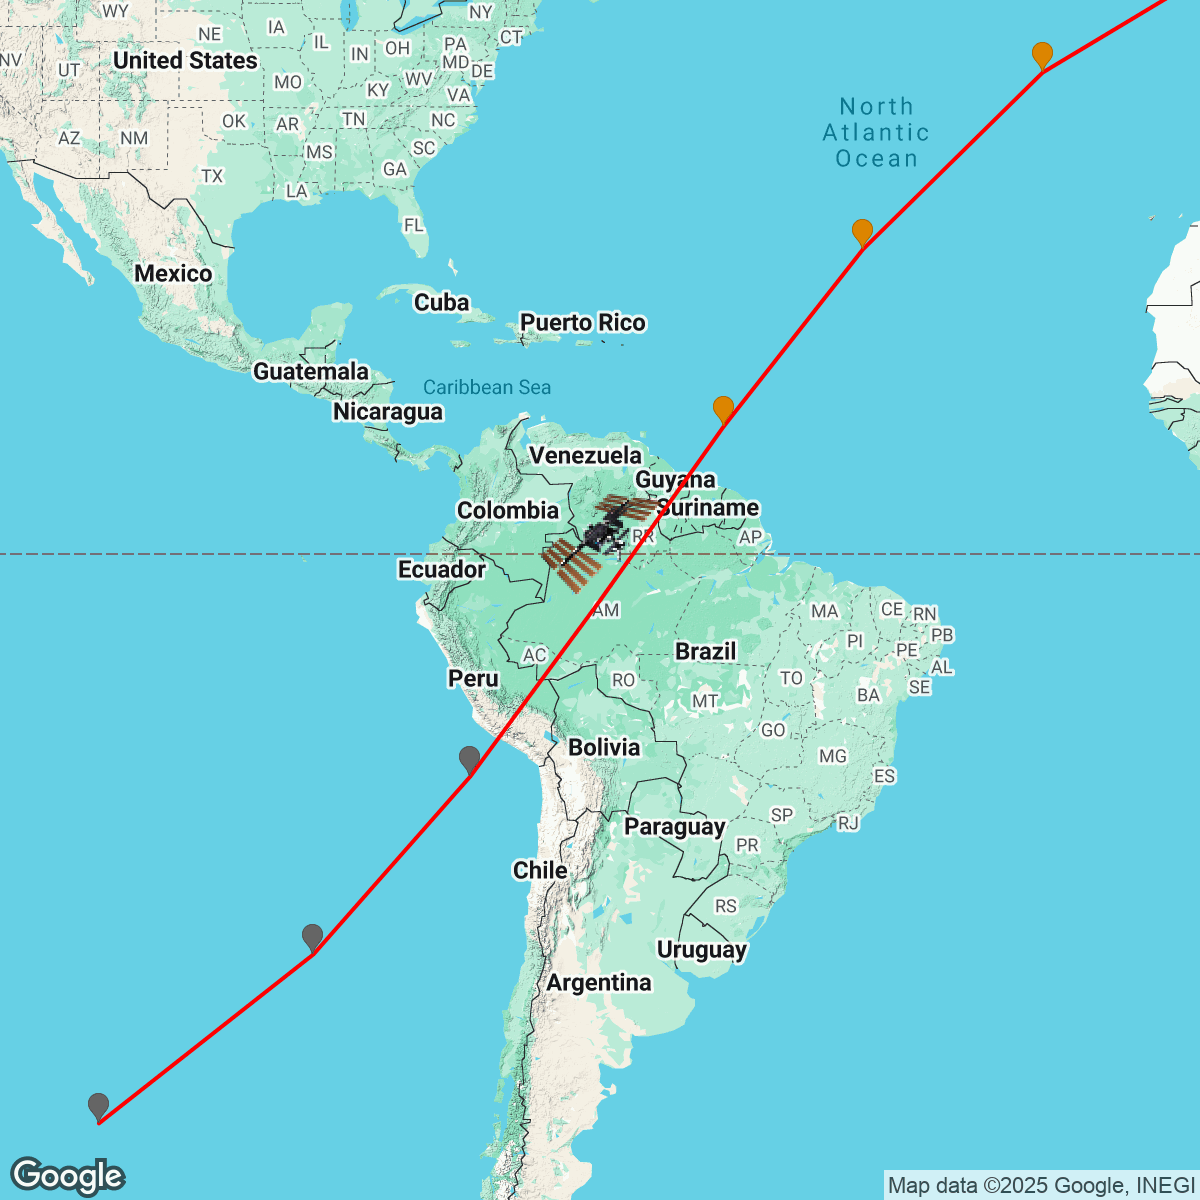 WY
NE
IA
IL
IN
OH
PA
NY
CT
NV
UT
United States
MO
KY
WV
MD
DE
VA
AZ
NM
OK
AR
TN
NC
TX
LA
MS
GA
SC
FL
North
Atlantic
Ocean
Mexico
Cuba
Puerto Rico
Guatemala
Caribbean Sea
Nicaragua
Venezuela
Guyana
Colombia
Suriname
RR
AP
Ecuador
AM
MA
CE
RN
PI
PB
PE
AL
AC
Peru
RO
Brazil
TO
SE
BA
MT
GO
Bolivia
MG
ES
SP
RJ
Paraguay
PR
Chile
RS
Uruguay
Argentina
Google
Map data ©2025 Google, INEGI